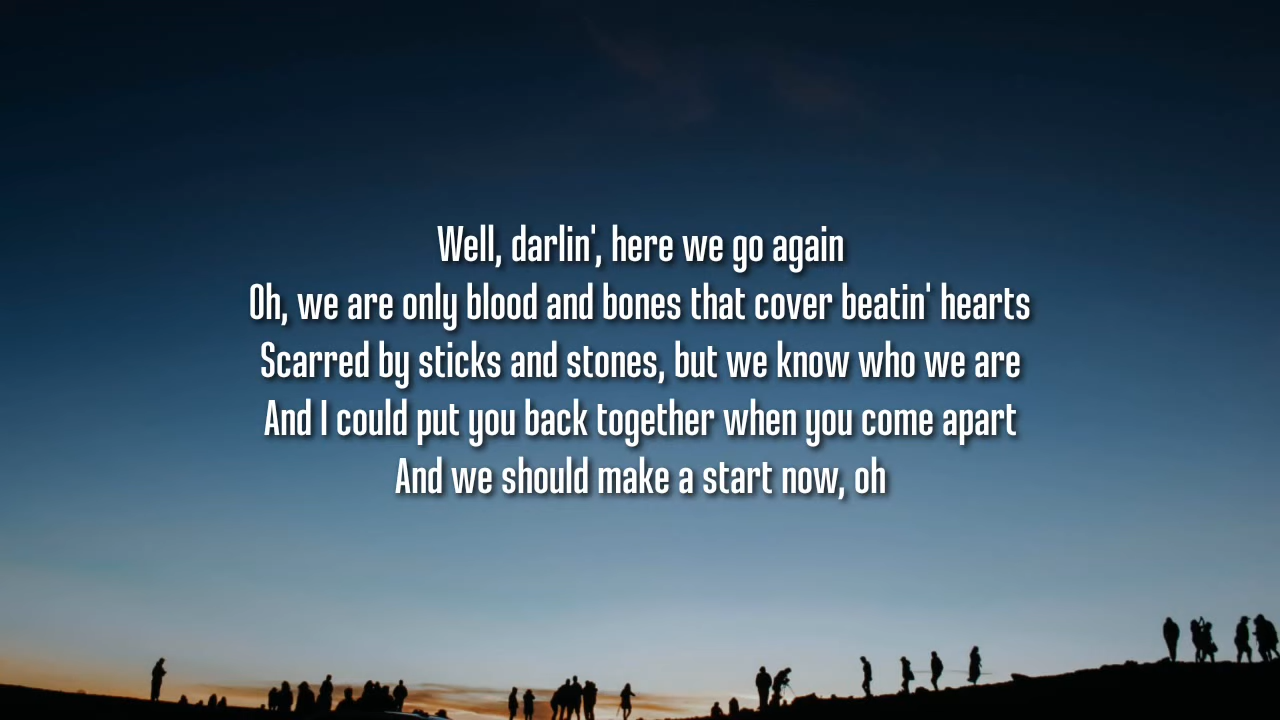 Well, darlin', here we go again
Oh, we are only blood and bones that cover beatin' hearts
Scarred by sticks and stones, but we know who we are
And I could put you back together when you come apart
And we should make a start now, oh